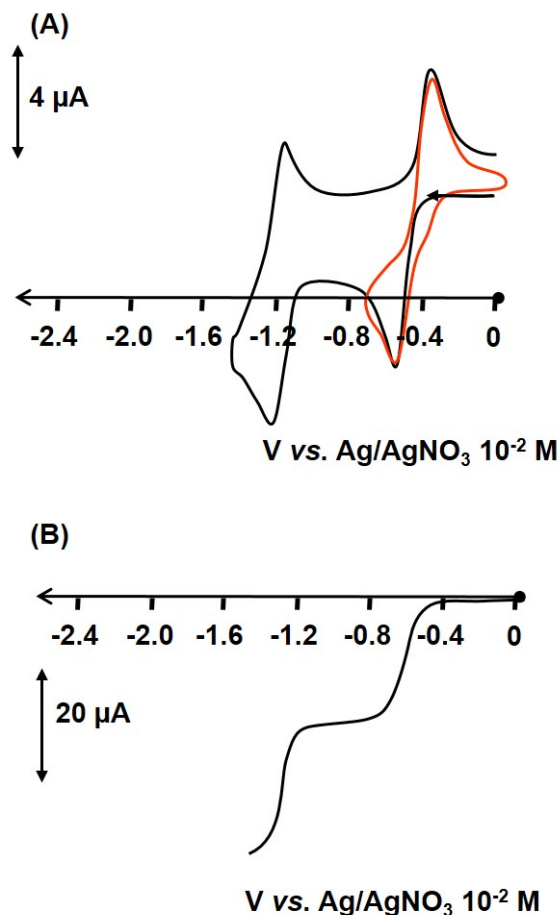 (A)
4 µA
-2.4 -2.0 -1.6 -1.2 -0.8 -0.4 0
V vs. Ag/AgNO₃ 10⁻² M
(B)
-2.4 -2.0 -1.6 -1.2 -0.8 -0.4 0
20 µA
V vs. Ag/AgNO₃ 10⁻² M